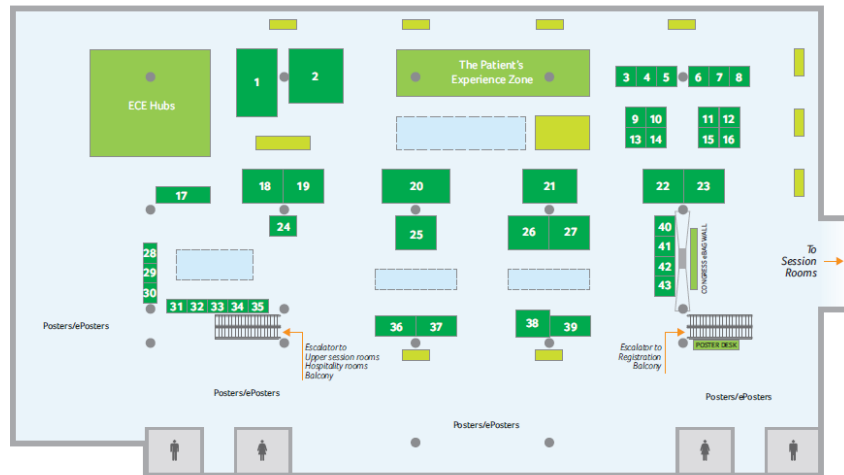 1
2
The Patient's
Experience Zone
ECE Hubs
3 4 5 6 7 8
9 10 11 12
13 14 15 16
17
18 19
20
21
22 23
24
25
26 27
28
29
30
31 32 33 34 35
36 37
38 39
40
41
42
43
CONGRESS eBAG WALL
To
Session
Rooms
Posters/ePosters
Escalator to
Upper session rooms
Hospitality rooms
Balcony
Escalator to
Registration
Balcony
POSTER DESK
Posters/ePosters
Posters/ePosters
Posters/ePosters